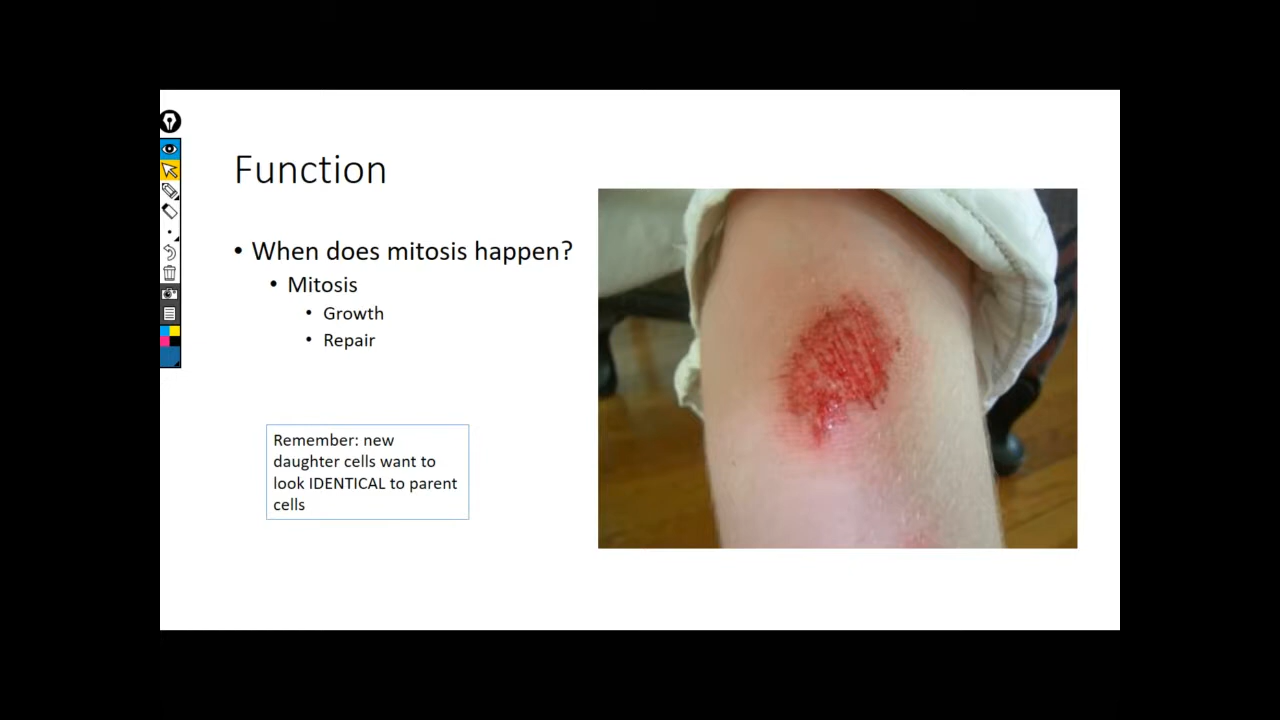 Function
• When does mitosis happen?
• Mitosis
• Growth
• Repair
Remember: new
daughter cells want to
look IDENTICAL to parent
cells